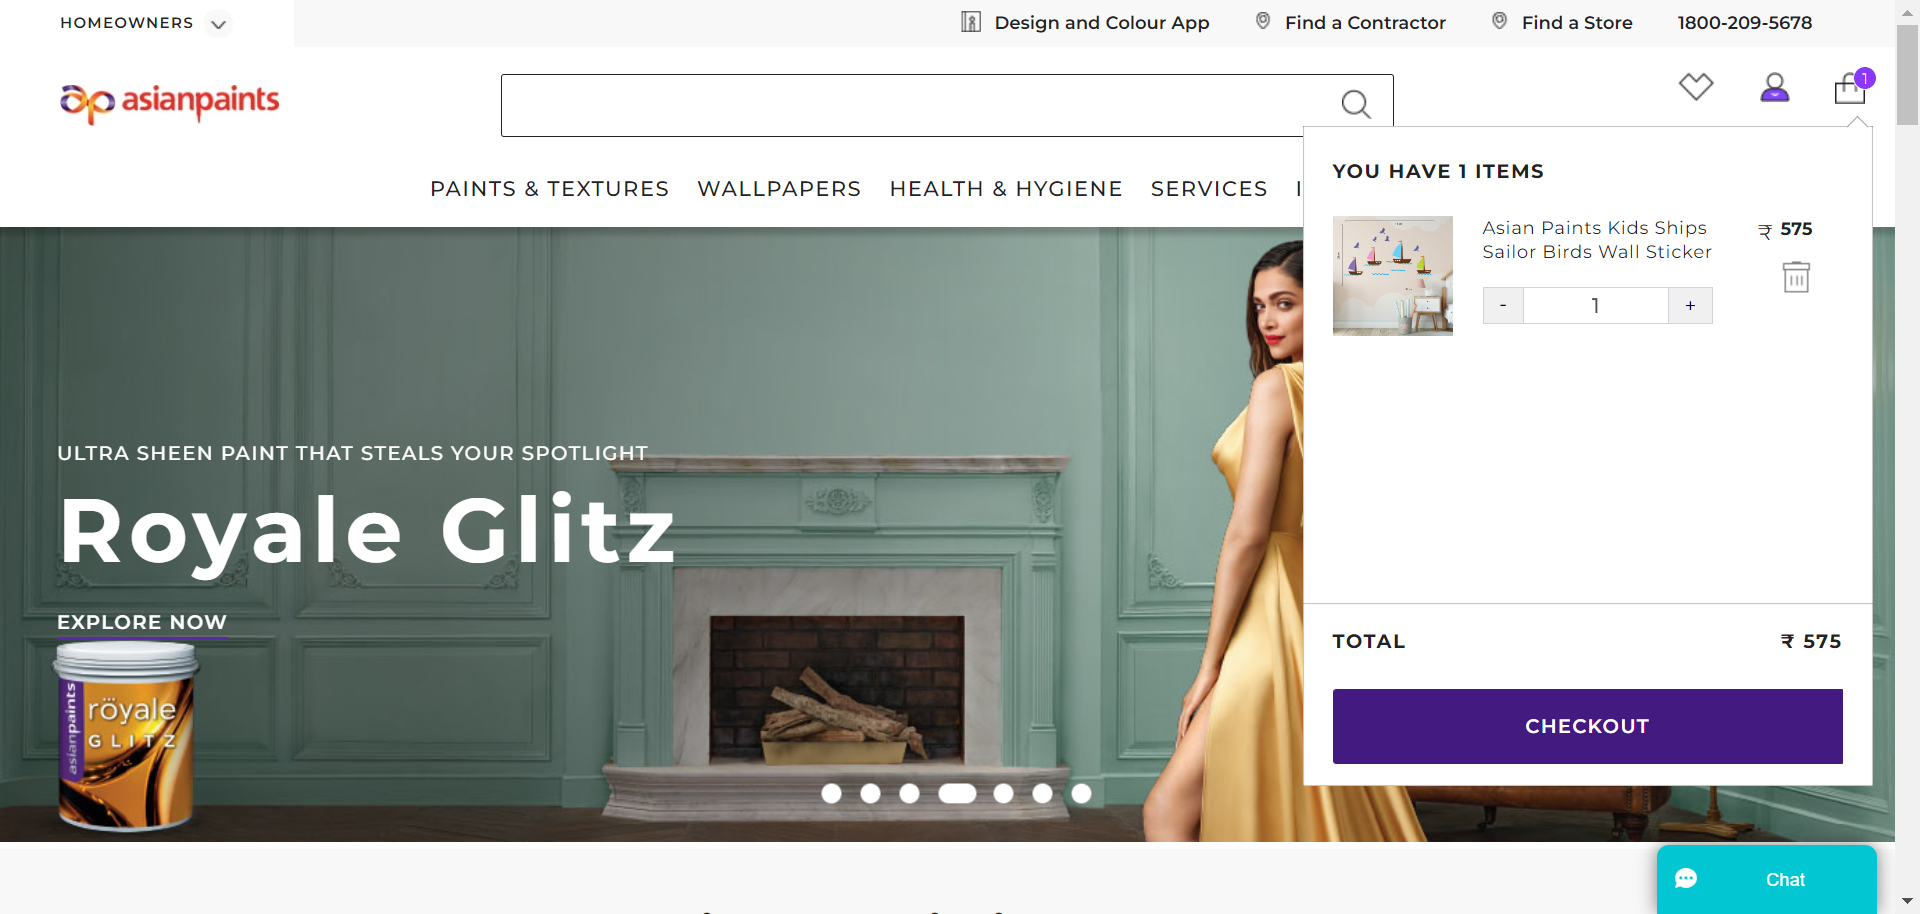 HOMEOWNERS
Design and Colour App
Find a Contractor
Find a Store
1800-209-5678
ap asianpaints
1
PAINTS & TEXTURES
WALLPAPERS
HEALTH & HYGIENE
SERVICES
YOU HAVE 1 ITEMS
Asian Paints Kids Ships
Sailor Birds Wall Sticker
₹ 575
- 1 +
TOTAL
₹ 575
CHECKOUT
ULTRA SHEEN PAINT THAT STEALS YOUR SPOTLIGHT
Royale Glitz
EXPLORE NOW
asianpaints
röyale
GLITZ
Chat